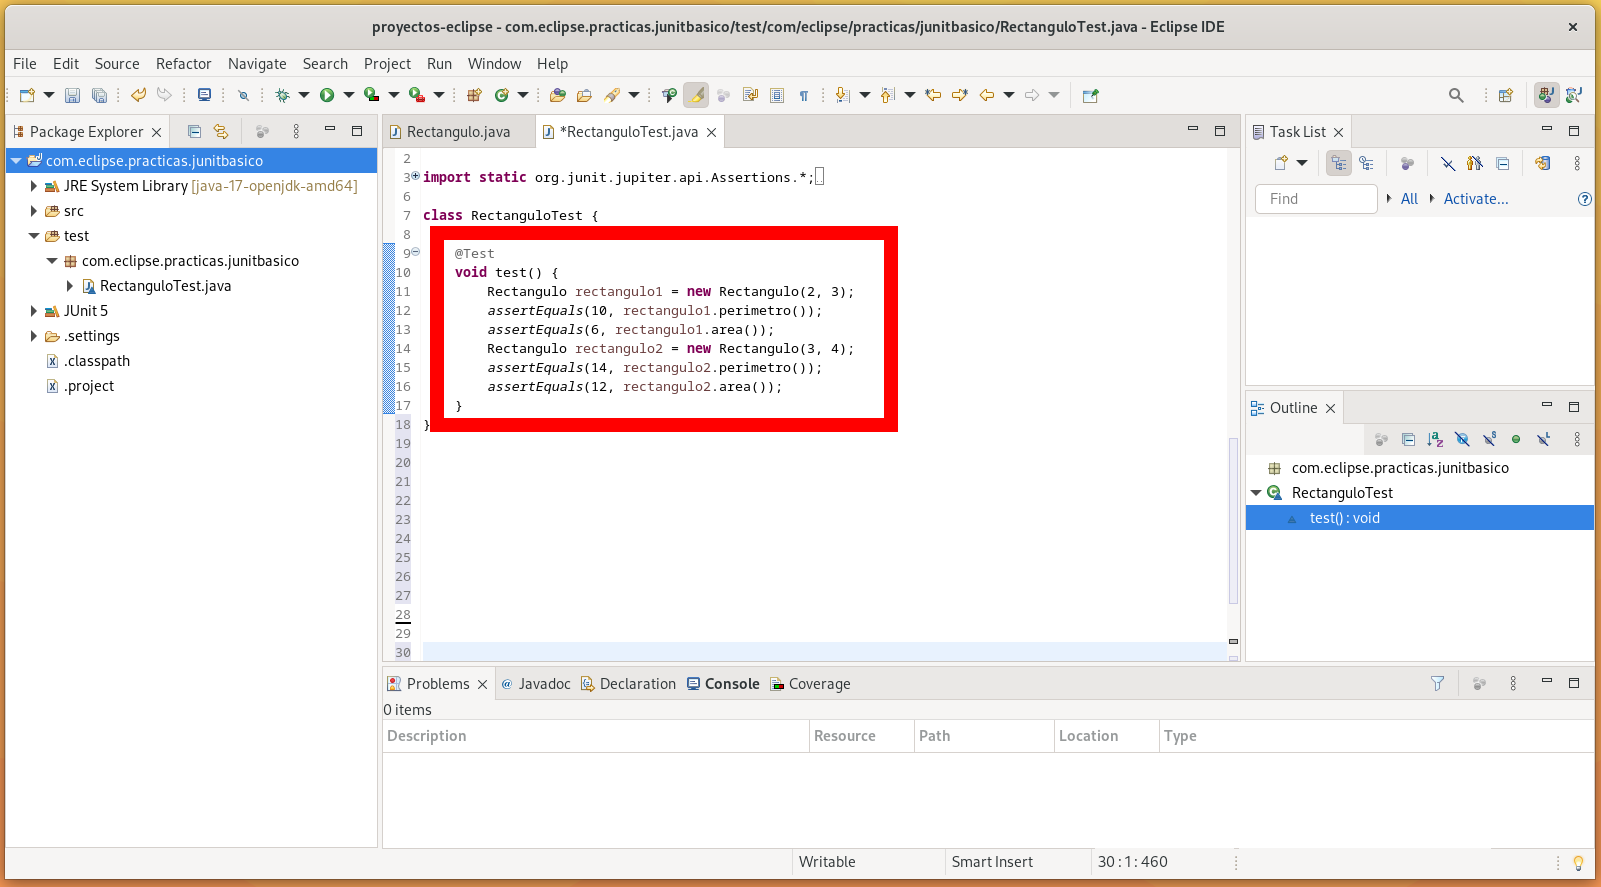 proyectos-eclipse - com.eclipse.practicas.junitbasico/test/com/eclipse/practicas/junitbasico/RectanguloTest.java - Eclipse IDE
File Edit Source Refactor Navigate Search Project Run Window Help
Package Explorer
com.eclipse.practicas.junitbasico
JRE System Library [java-17-openjdk-amd64]
src
test
com.eclipse.practicas.junitbasico
RectanguloTest.java
JUnit 5
.settings
.classpath
.project
Rectangulo.java *RectanguloTest.java
2
3 import static org.junit.jupiter.api.Assertions.*;
6
7 class RectanguloTest {
8
9 @Test
10 void test() {
11 Rectangulo rectangulo1 = new Rectangulo(2, 3);
12 assertEquals(10, rectangulo1.perimetro());
13 assertEquals(6, rectangulo1.area());
14 Rectangulo rectangulo2 = new Rectangulo(3, 4);
15 assertEquals(14, rectangulo2.perimetro());
16 assertEquals(12, rectangulo2.area());
17 }
18 }
19
20
21
22
23
24
25
26
27
28
29
30
Task List
Find All Activate...
Outline
com.eclipse.practicas.junitbasico
RectanguloTest
test() : void
Problems Javadoc Declaration Console Coverage
0 items
Description Resource Path Location Type
Writable Smart Insert 30 : 1 : 460